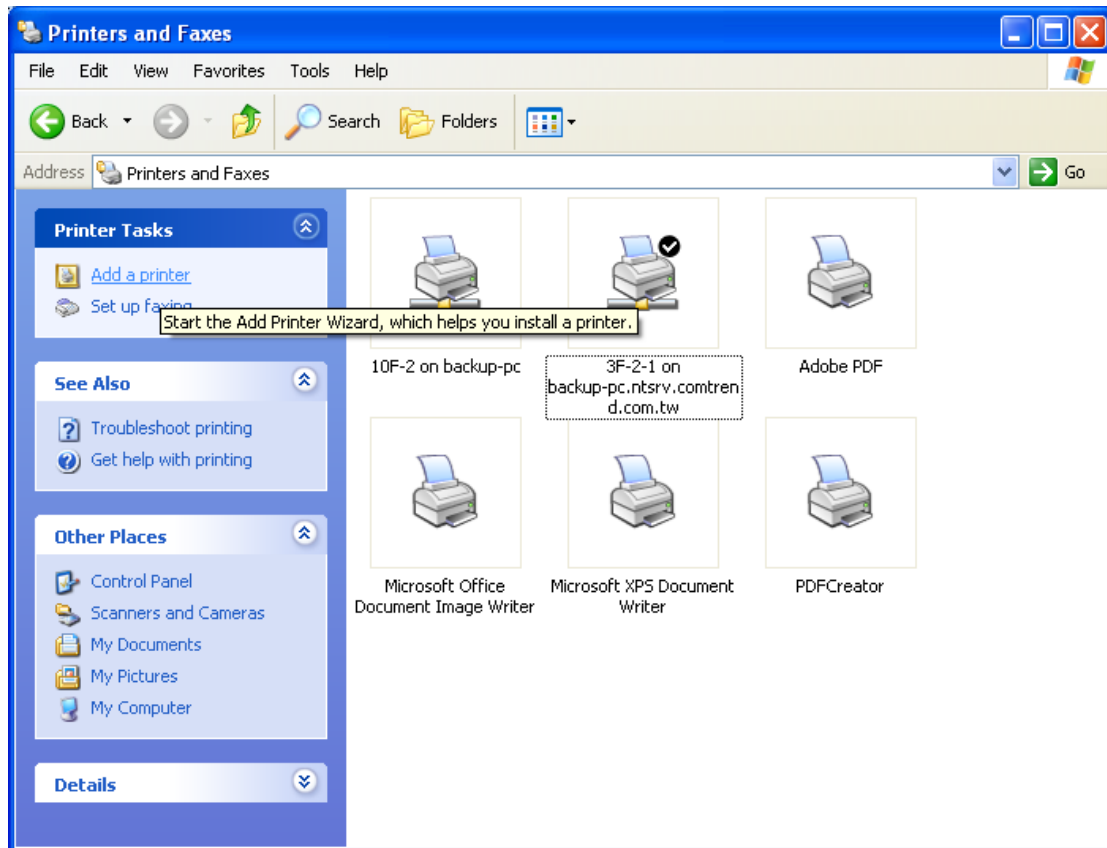 Printers and Faxes
File Edit View Favorites Tools Help
Back Search Folders
Address Printers and Faxes Go
Printer Tasks
Add a printer
Set up faxing
Start the Add Printer Wizard, which helps you install a printer.
See Also
Troubleshoot printing
Get help with printing
Other Places
Control Panel
Scanners and Cameras
My Documents
My Pictures
My Computer
Details
10F-2 on backup-pc
3F-2-1 on
backup-pc.ntsrv.comtren
d.com.tw
Adobe PDF
Microsoft Office
Document Image Writer
Microsoft XPS Document
Writer
PDFCreator